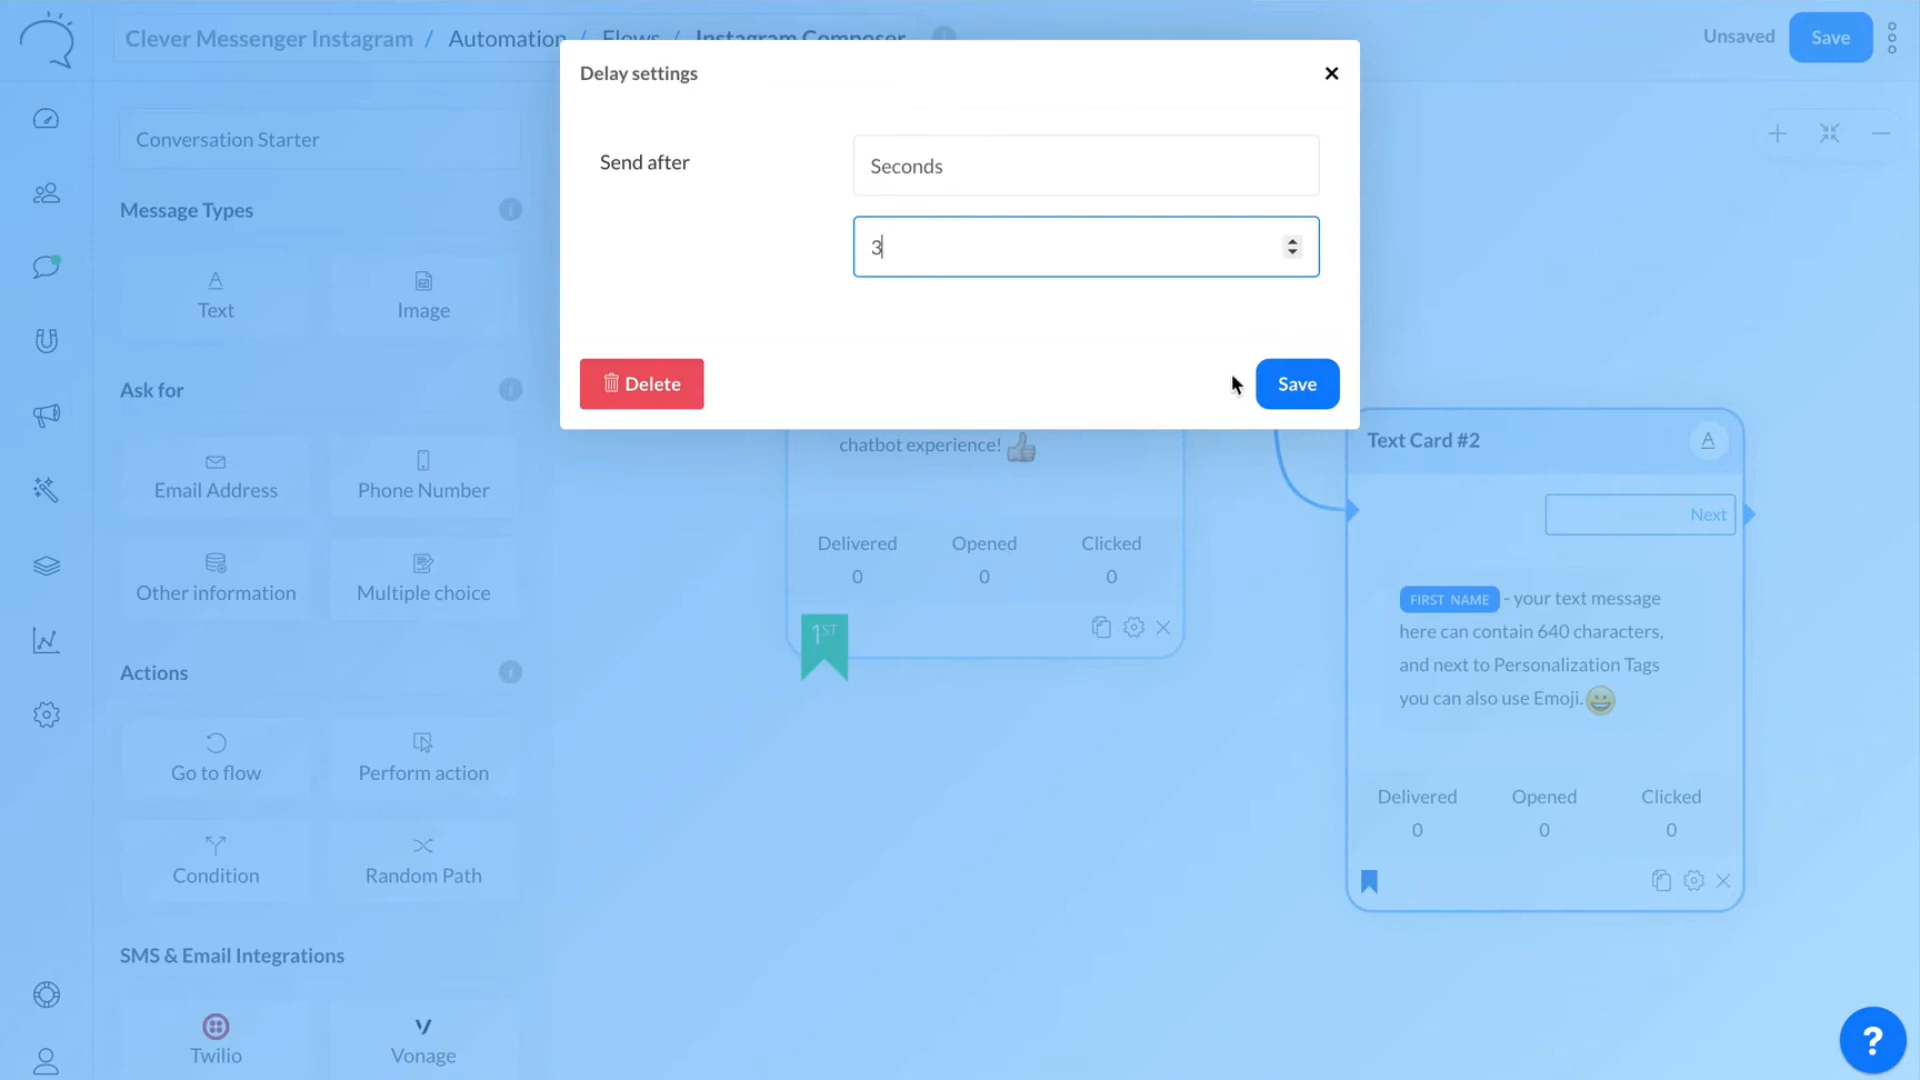 Clever Messenger Instagram / Automation / Flows / Instagram Composer
Unsaved
Save
Delay settings
Send after
Seconds
3
Delete
Save
Conversation Starter
Message Types
Text
Image
Ask for
Email Address
Phone Number
Other information
Multiple choice
Actions
Go to flow
Perform action
Condition
Random Path
SMS & Email Integrations
Twilio
Vonage
chatbot experience! 👍
Delivered Opened Clicked
0 0 0
1ST
Text Card #2
Next
FIRST NAME - your text message
here can contain 640 characters,
and next to Personalization Tags
you can also use Emoji. 😀
Delivered Opened Clicked
0 0 0
?